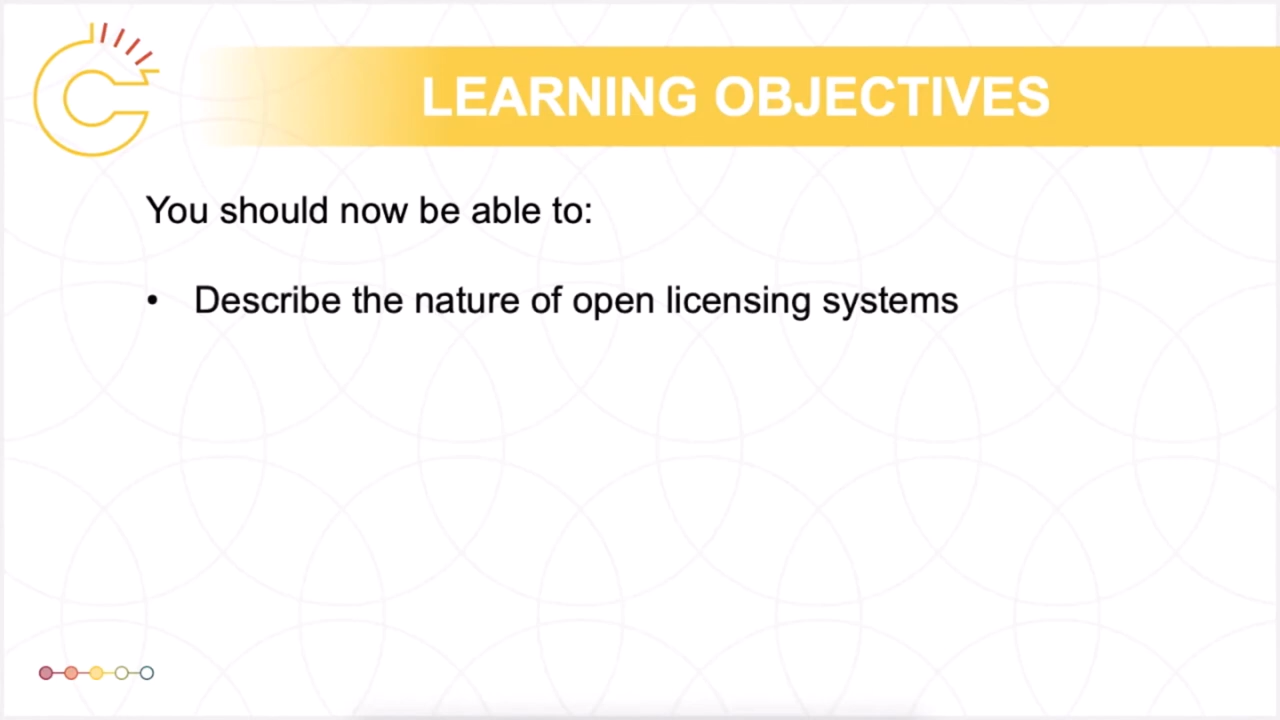 LEARNING OBJECTIVES
You should now be able to:
• Describe the nature of open licensing systems